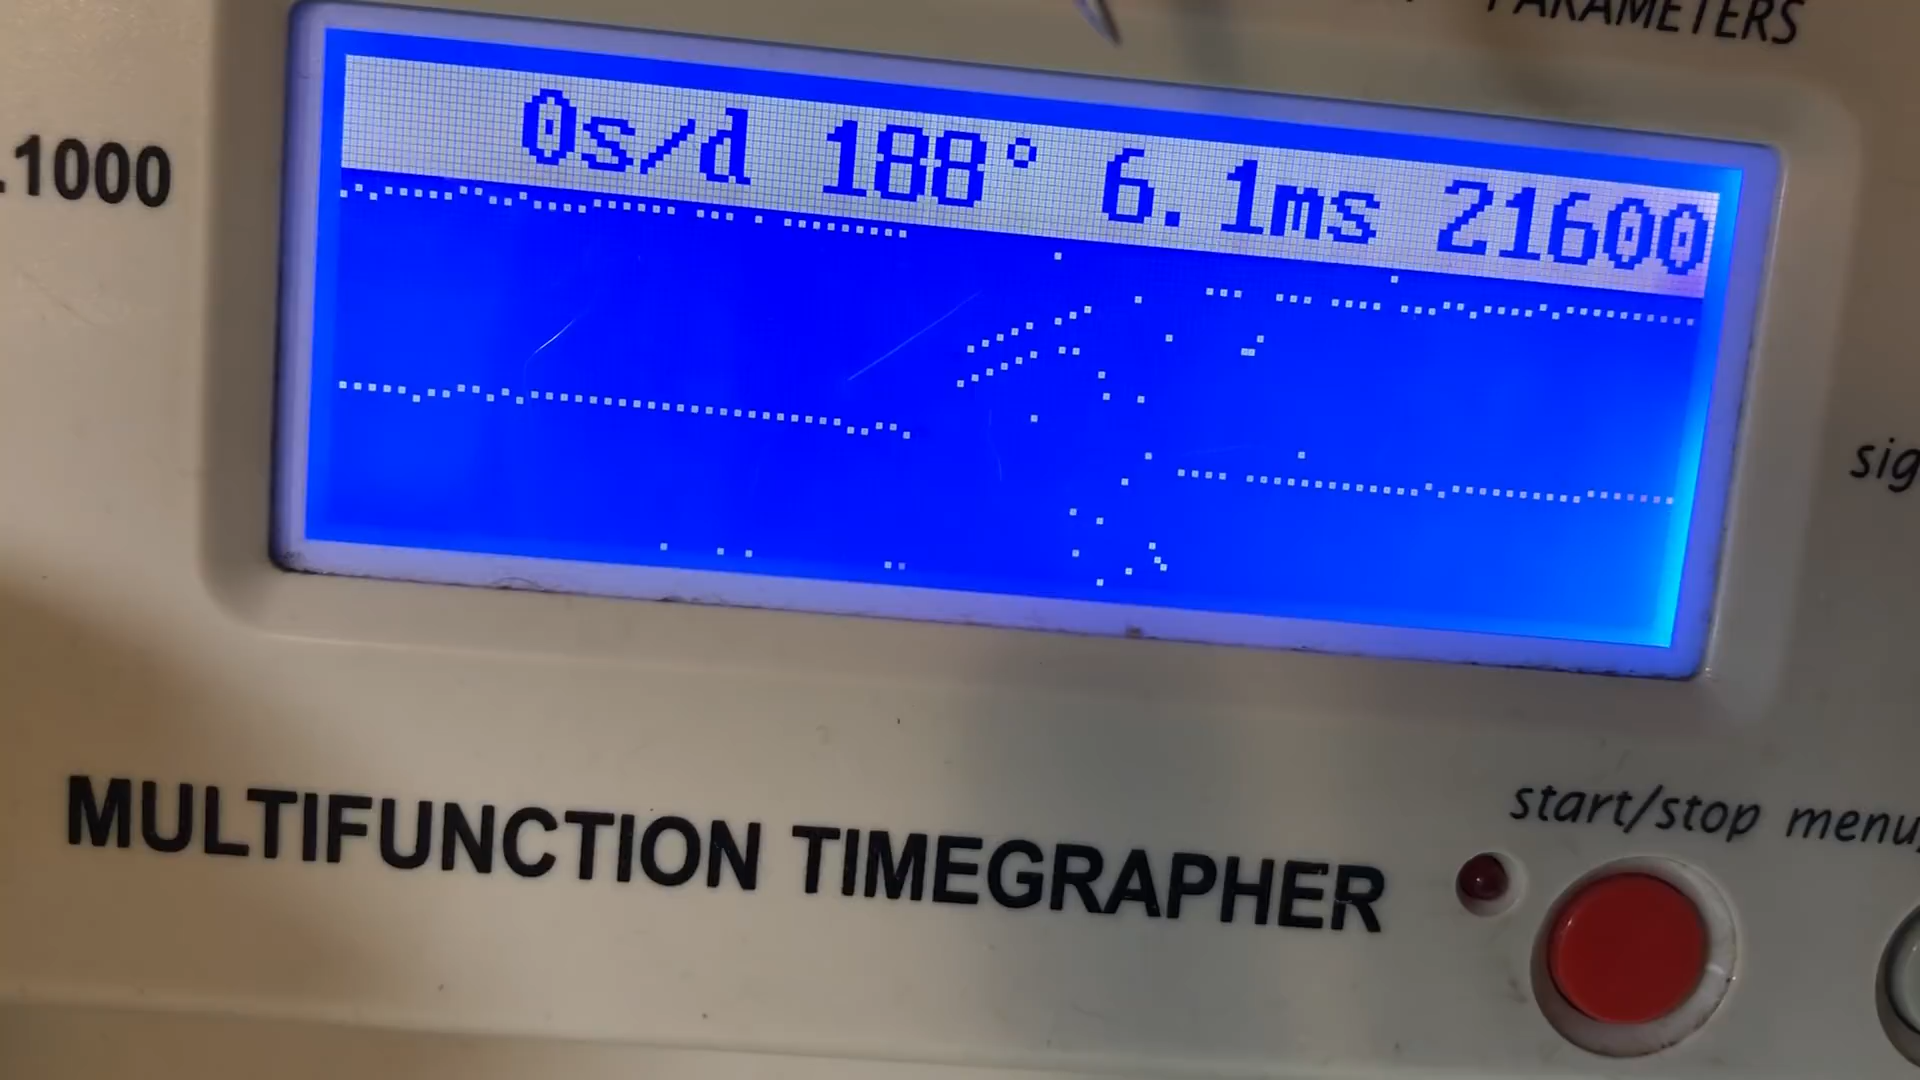 PARAMETERS
.1000
0s/d 188° 6.1ms 21600
sig
start/stop menu
MULTIFUNCTION TIMEGRAPHER